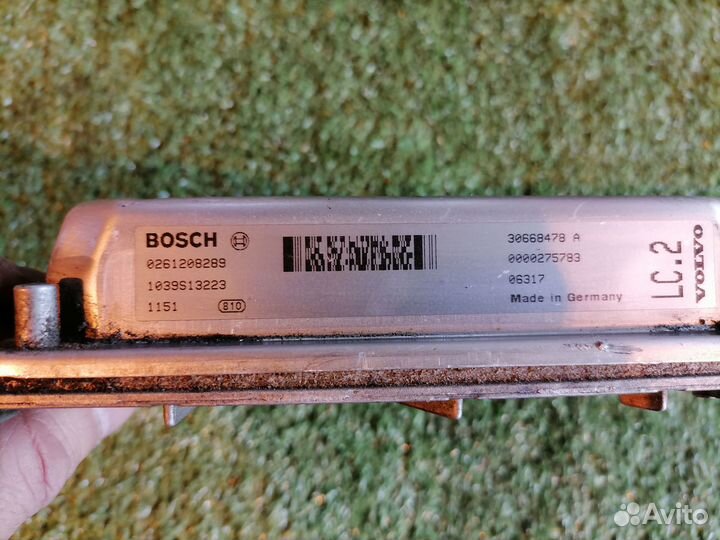 BOSCH
0261208289
1039S13223
1151 810
30668478 A
0000275783
06317
Made in Germany
LC.2
VOLVO
Avito